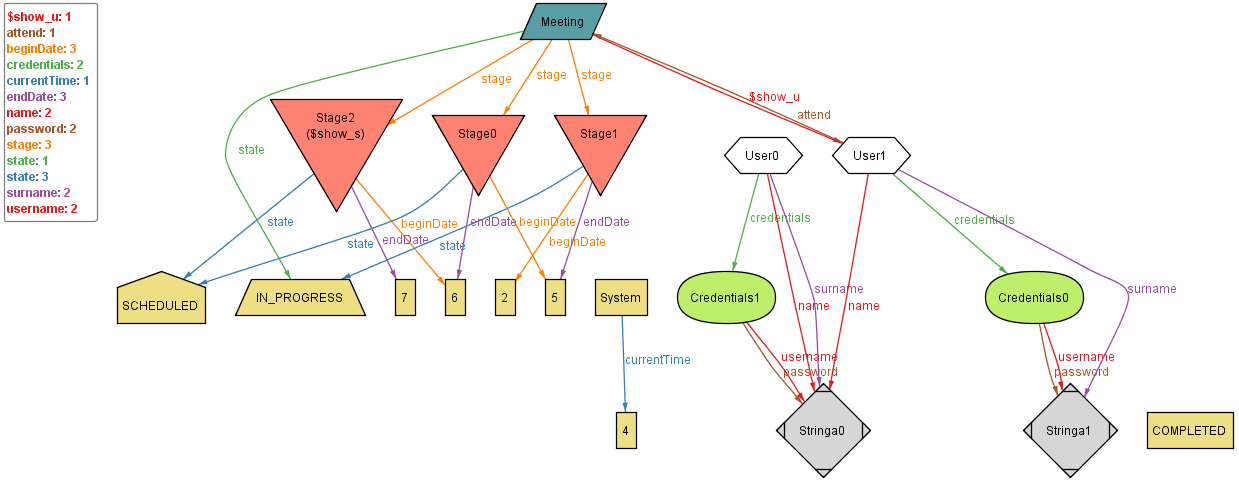 $show_u: 1
attend: 1
beginDate: 3
credentials: 2
currentTime: 1
endDate: 3
name: 2
password: 2
stage: 3
state: 1
state: 3
surname: 2
username: 2
Meeting
stage
stage
stage
$show_u
attend
Stage2
($show_s)
Stage0
Stage1
User0
User1
state
state
endDate
beginDate
state
endDate
state
beginDate
beginDate
endDate
credentials
surname
name
name
credentials
surname
SCHEDULED
IN_PROGRESS
7
6
2
5
System
Credentials1
Credentials0
currentTime
username
password
username
password
4
Stringa0
Stringa1
COMPLETED